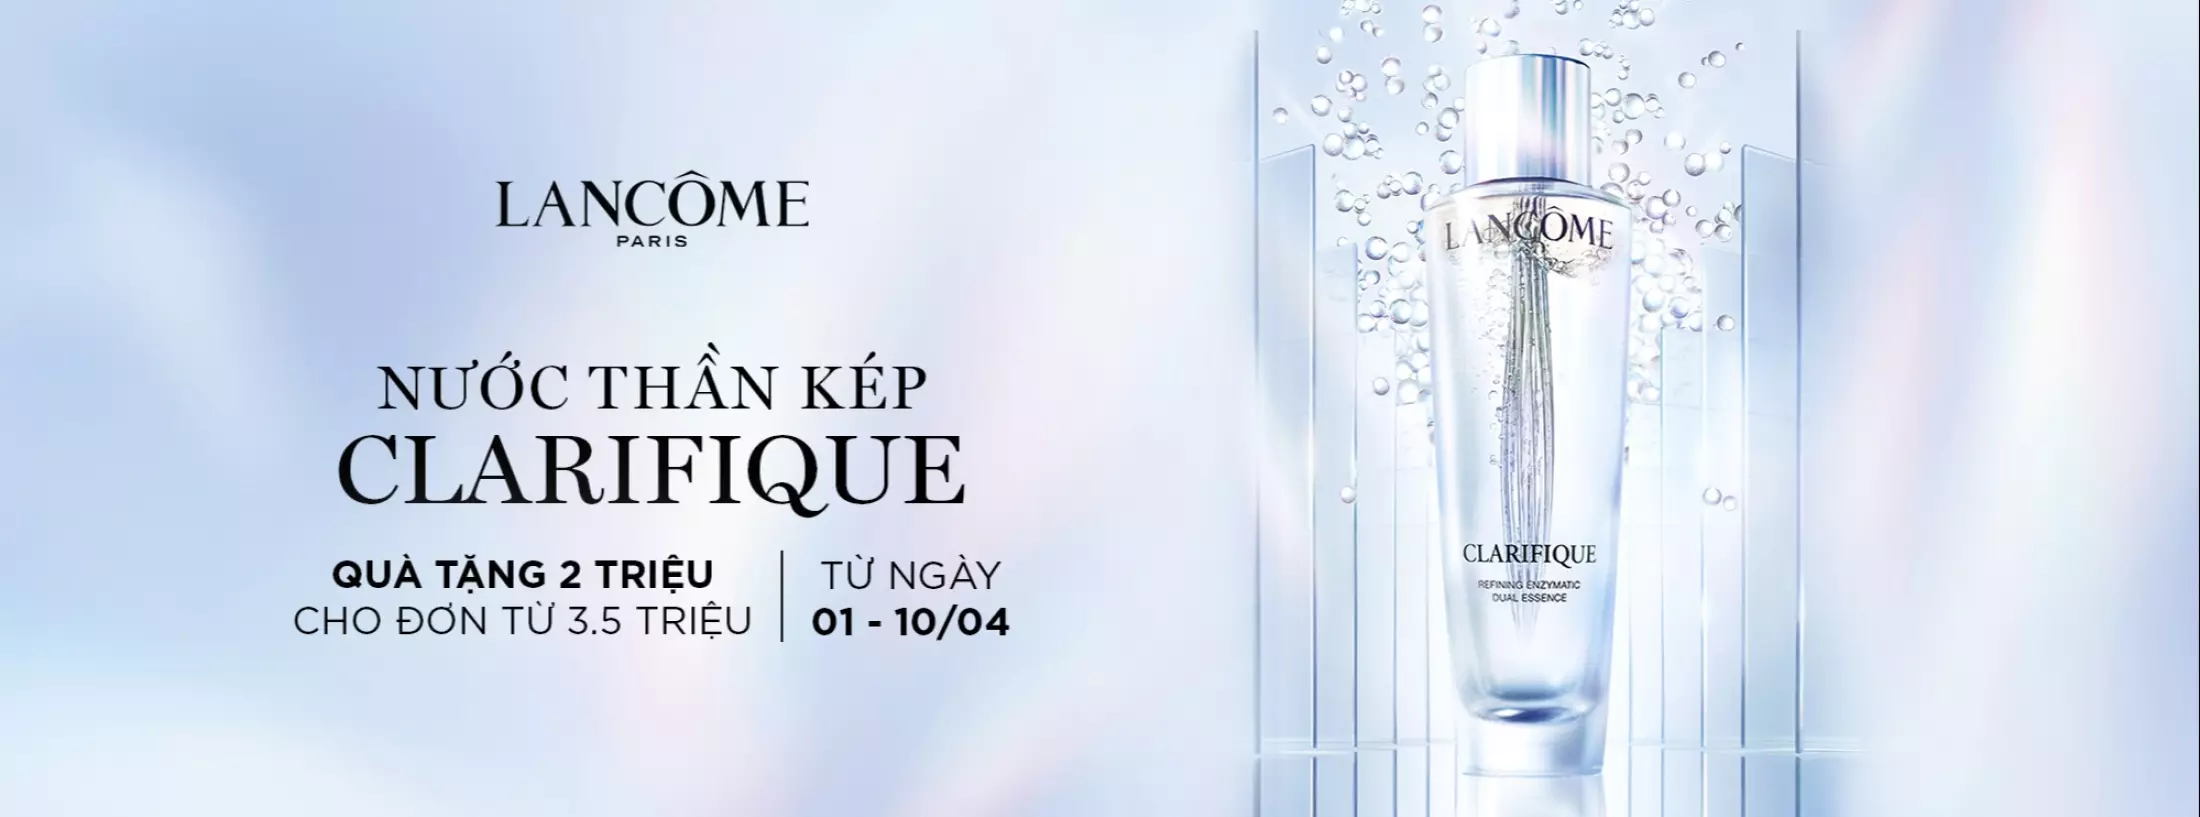 LANCÔME
PARIS
NƯỚC THẦN KÉP
CLARIFIQUE
QUÀ TẶNG 2 TRIỆU
CHO ĐƠN TỪ 3.5 TRIỆU
TỪ NGÀY
01 - 10/04
LANCÔME
CLARIFIQUE
REFINING ENZYMATIC
DUAL ESSENCE